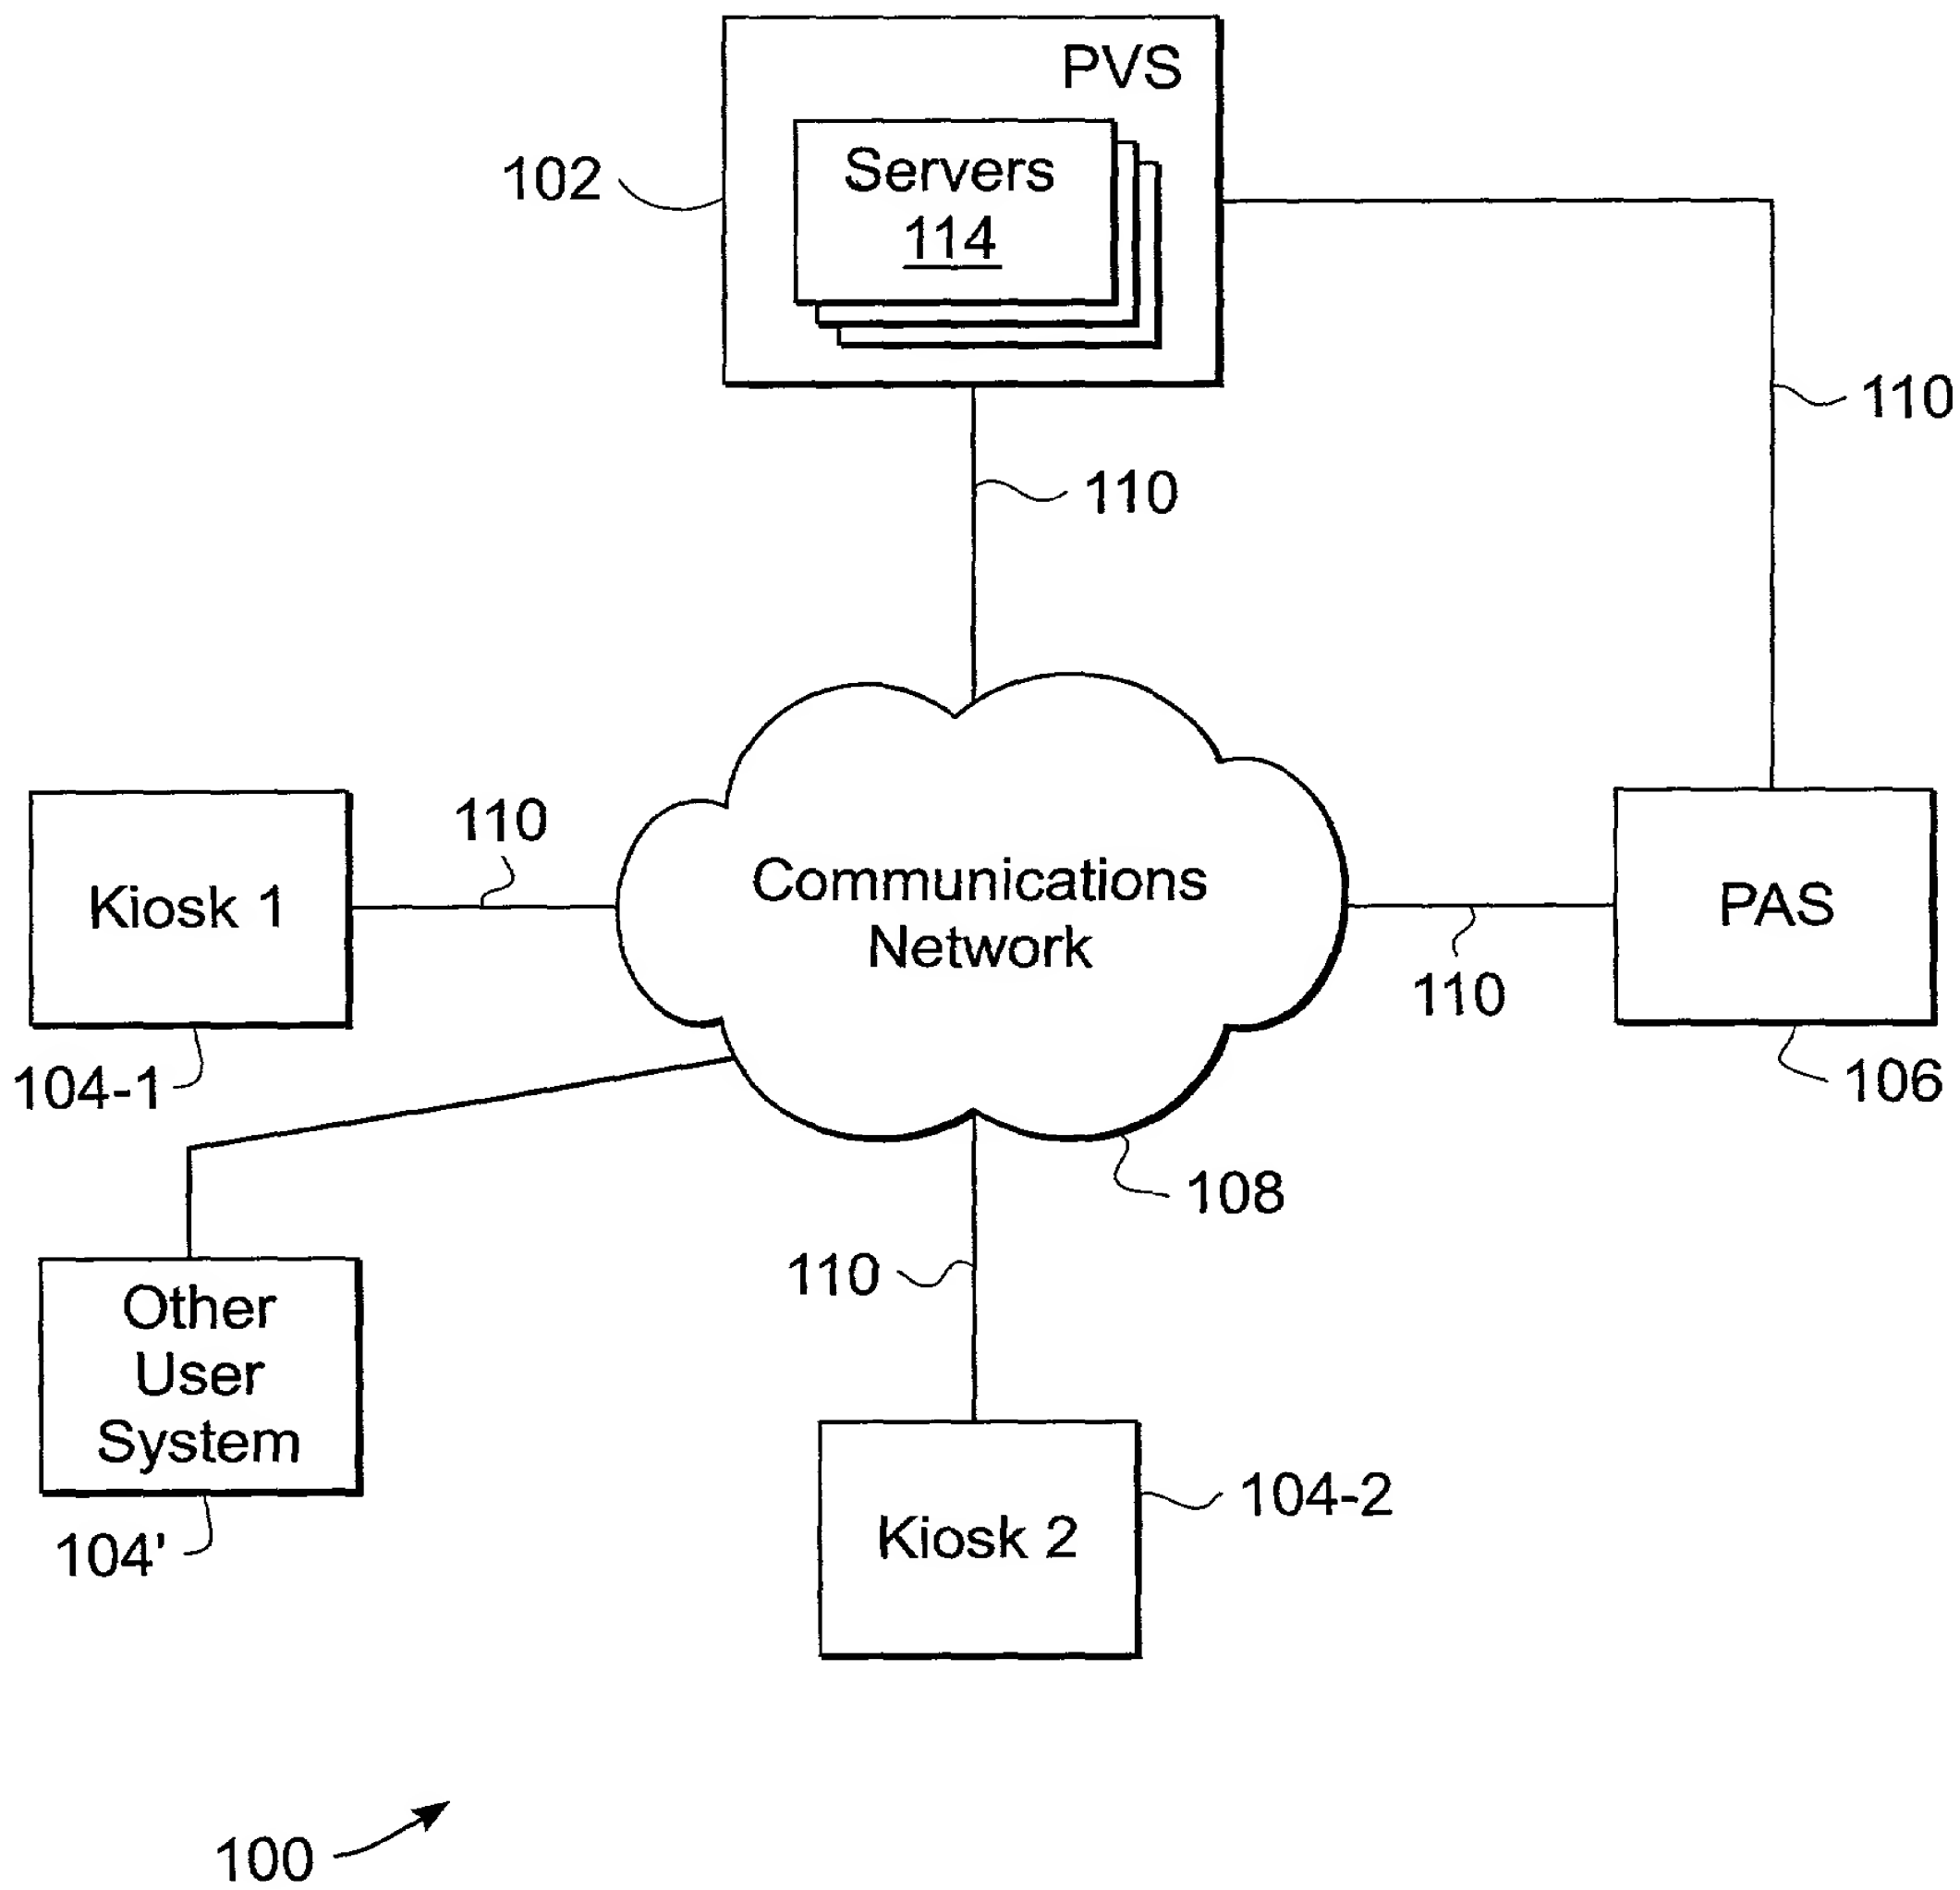 PVS
Servers
114
102
110
110
Kiosk 1
110
Communications
Network
PAS
110
104-1
106
108
Other
User
System
110
104'
Kiosk 2
104-2
100